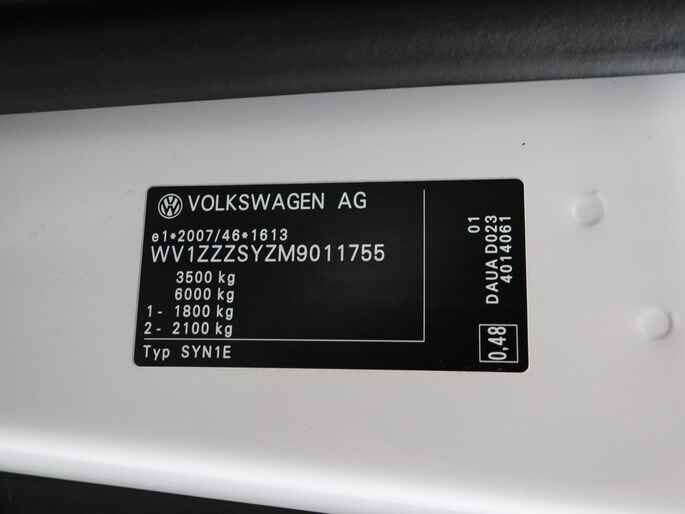 VOLKSWAGEN AG
e1*2007/46*1613
WV1ZZZSYZM9011755
3500 kg
6000 kg
1- 1800 kg
2- 2100 kg
Typ SYN1E
01
DAUA D023
4014061
0,48